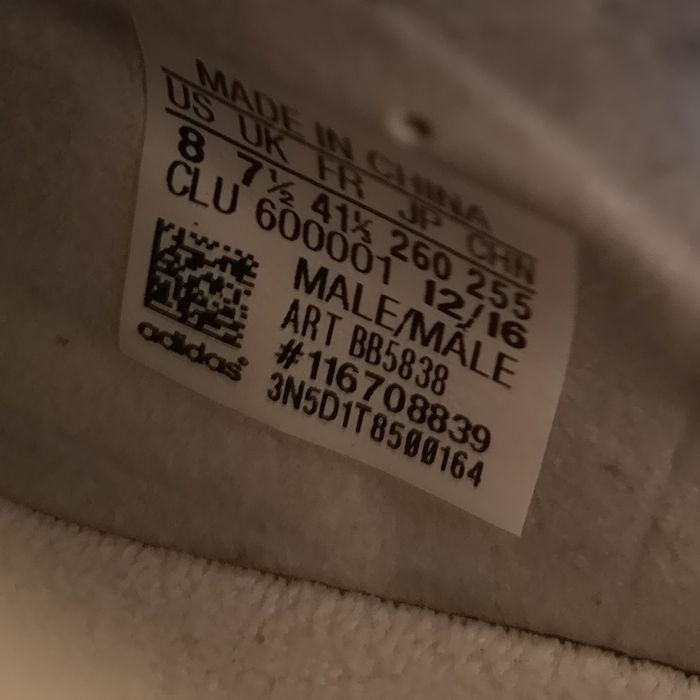 MADE IN CHINA
US UK FR JP CHN
8 7½ 41⅓ 260 255
CLU 600001 12/16
MALE/MÂLE
ART BB5838
#116708839
3N5D1T8500164
adidas